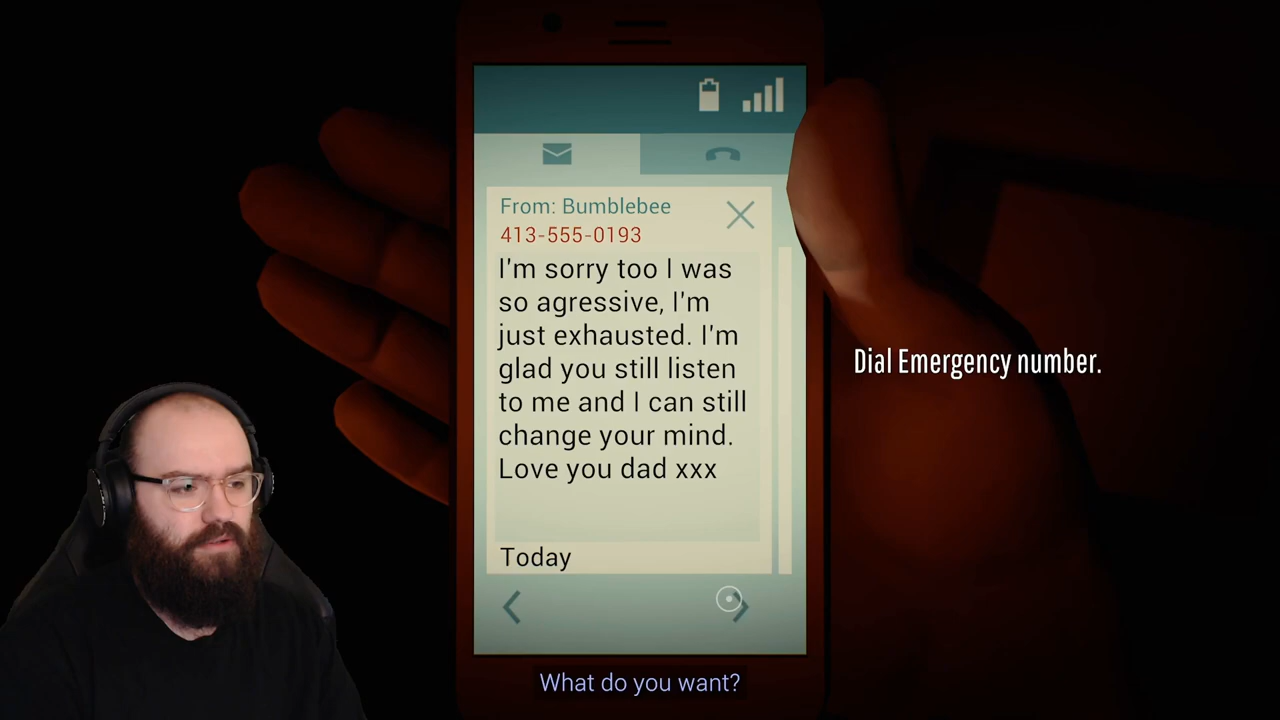 From: Bumblebee
413-555-0193
I'm sorry too I was
so agressive, I'm
just exhausted. I'm
glad you still listen
to me and I can still
change your mind.
Love you dad xxx
Today
Dial Emergency number.
What do you want?